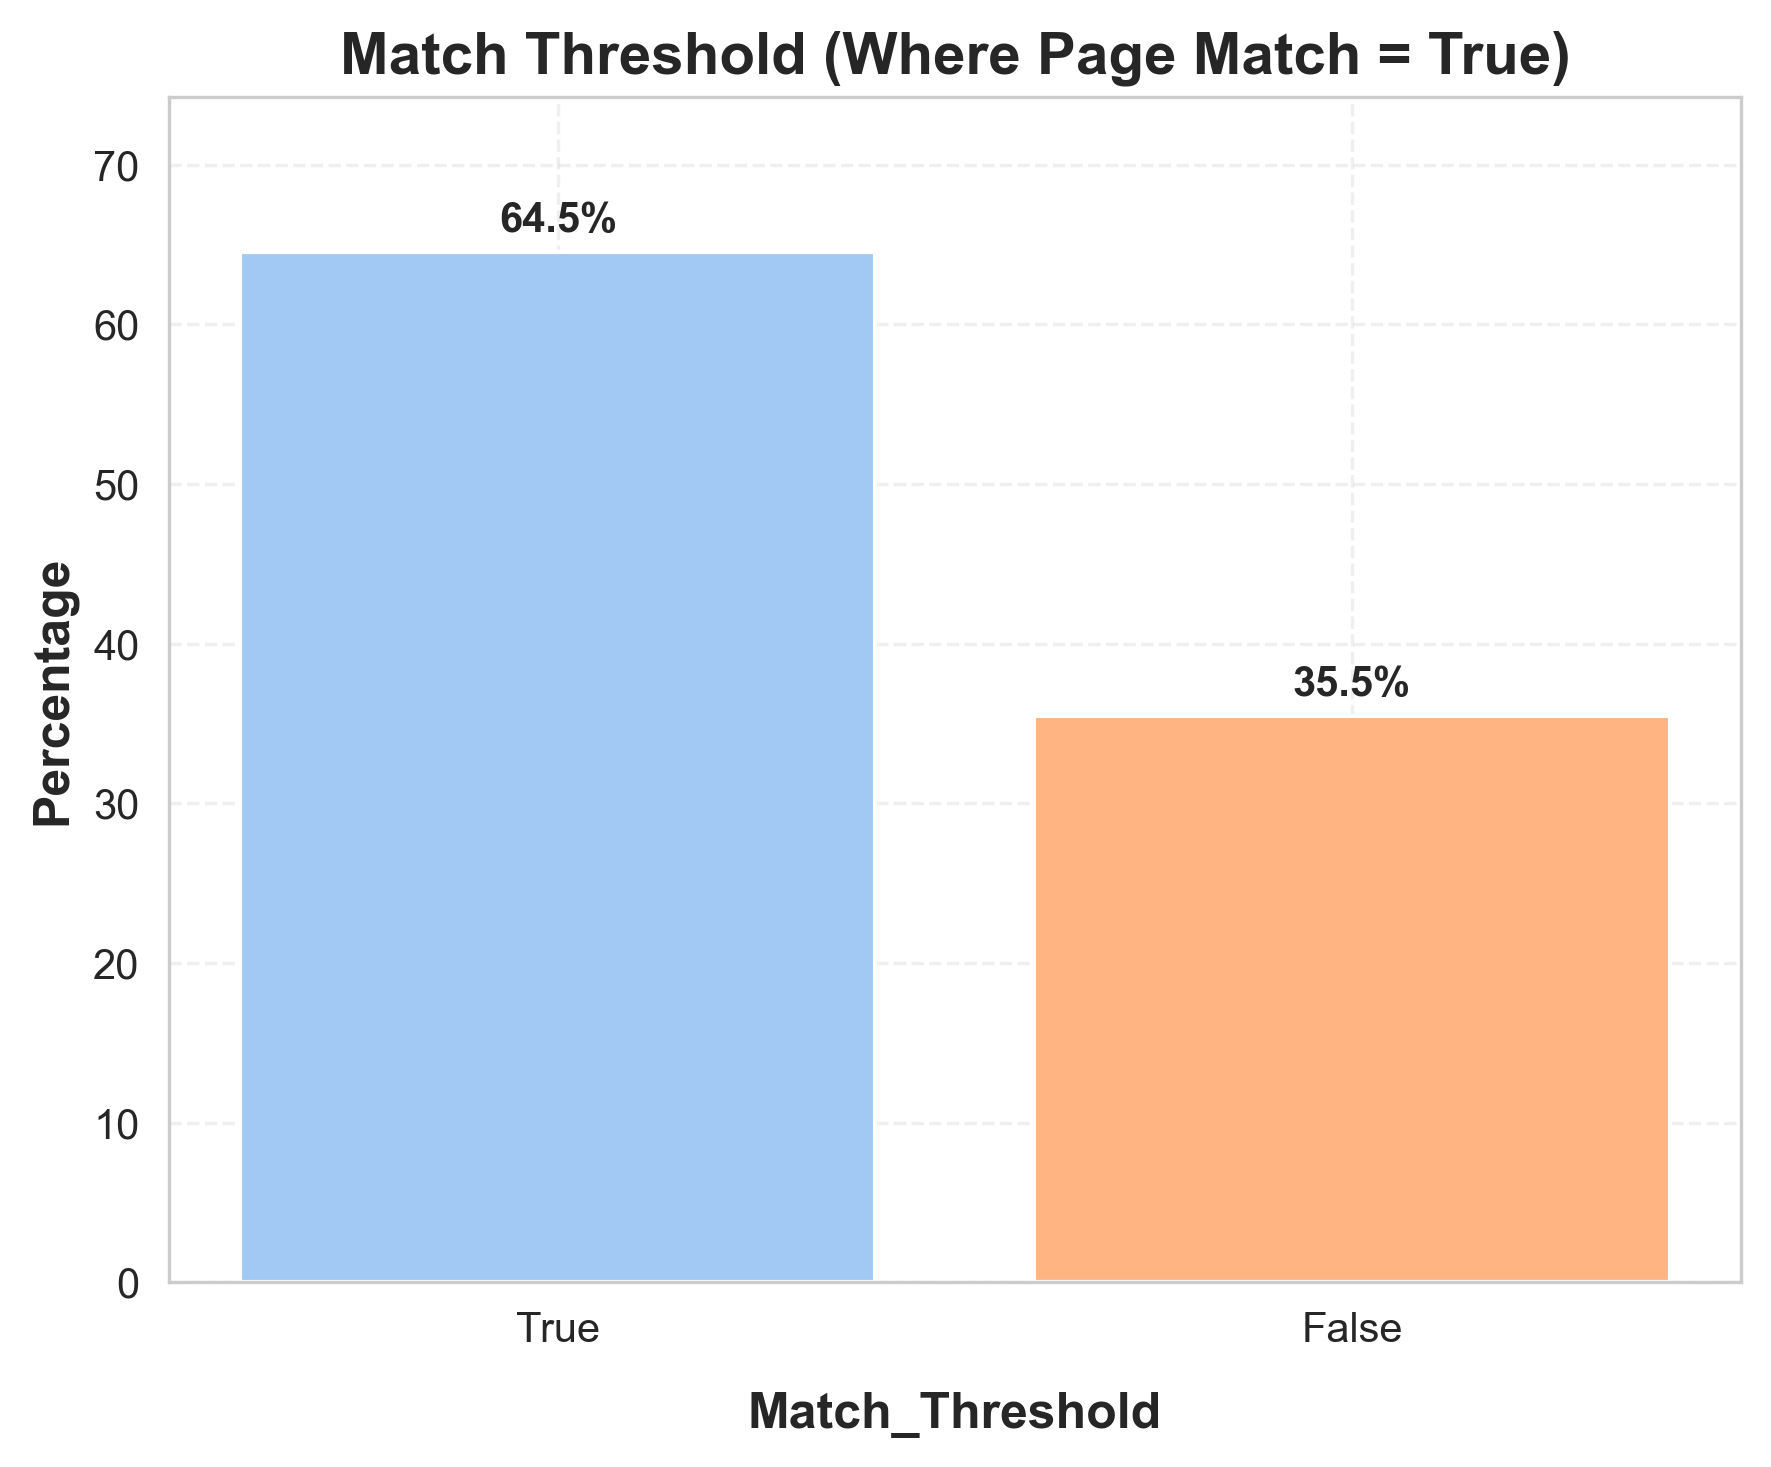 Match Threshold (Where Page Match = True)
70
64.5%
60
50
40
35.5%
30
20
10
0
Percentage
True False
Match_Threshold